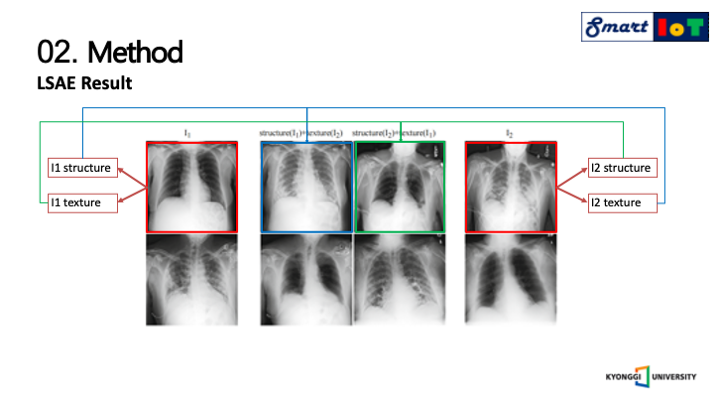 Smart IoT
02. Method
LSAE Result
I1
structure(I1)+texture(I2)
structure(I2)+texture(I1)
I2
I1 structure
I1 texture
I2 structure
I2 texture
KYONGGI UNIVERSITY